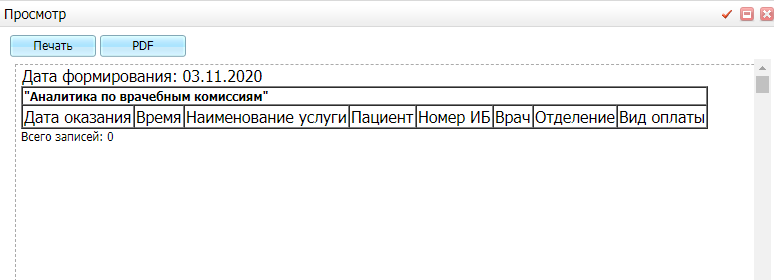 Просмотр
Печать PDF
Дата формирования: 03.11.2020
"Аналитика по врачебным комиссиям"
Дата оказания Время Наименование услуги Пациент Номер ИБ Врач Отделение Вид оплаты
Всего записей: 0